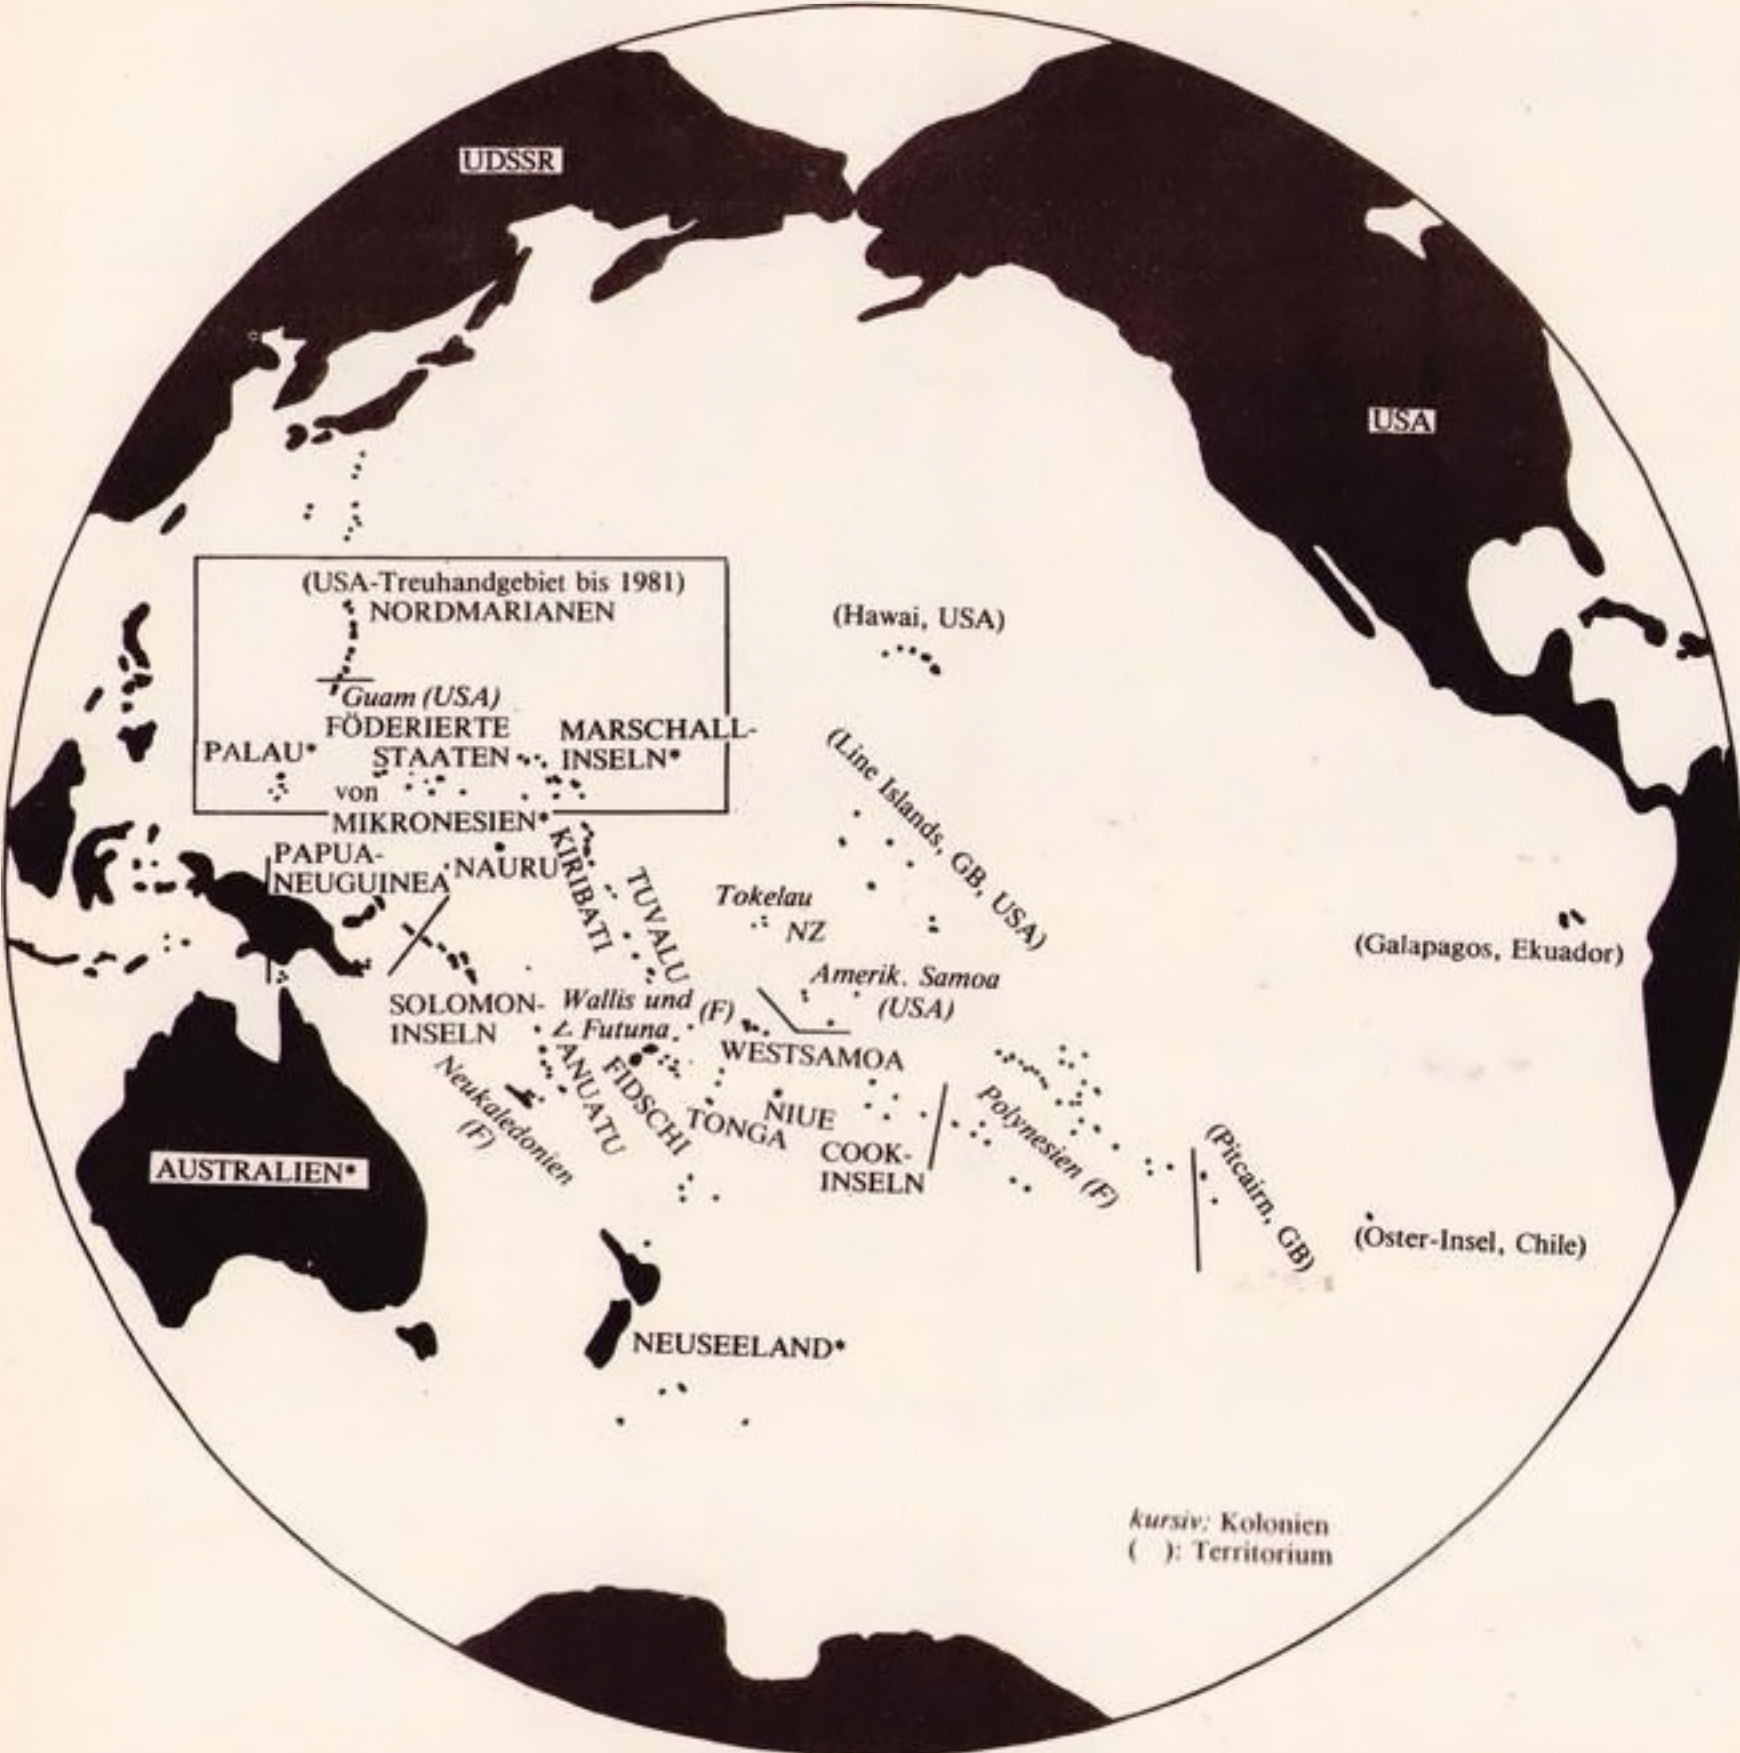 UDSSR
USA
(USA-Treuhandgebiet bis 1981)
NORDMARIANEN
(Hawai, USA)
Guam (USA)
FÖDERIERTE
STAATEN
von
MIKRONESIEN*
MARSCHALL-
INSELN*
PALAU*
(Line Islands, GB, USA)
PAPUA-
NEUGUINEA
NAURU
KIRIBATI
TUVALU
Tokelau
NZ
(Galapagos, Ekuador)
Amerik. Samoa
(USA)
SOLOMON-
INSELN
Wallis und
Futuna
(F)
WESTSAMOA
Neukaledonien
(F)
VANUATU
FIDSCHI
TONGA
NIUE
COOK-
INSELN
Polynesien (F)
(Pitcairn, GB)
(Oster-Insel, Chile)
AUSTRALIEN*
NEUSEELAND*
kursiv: Kolonien
( ): Territorium